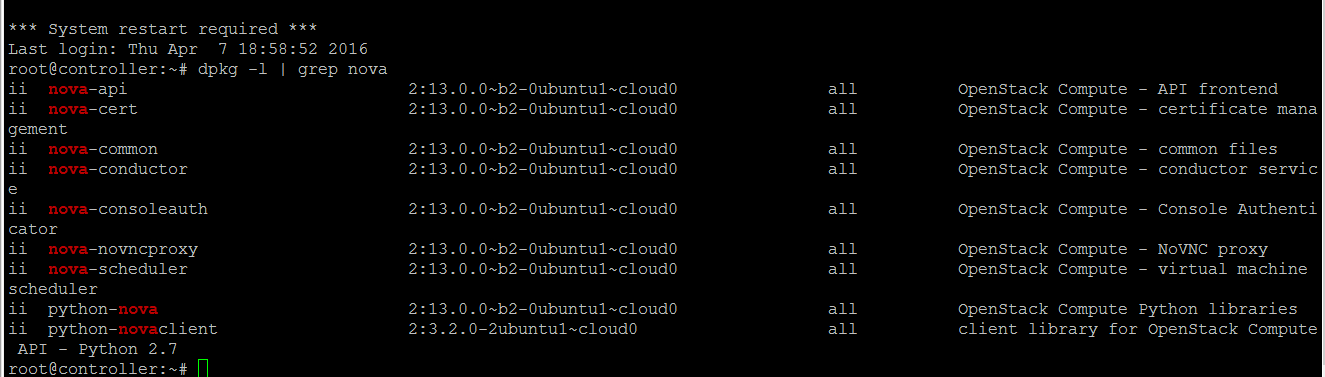 *** System restart required ***
Last login: Thu Apr  7 18:58:52 2016
root@controller:~# dpkg -l | grep nova
ii  nova-api                            2:13.0.0~b2-0ubuntu1~cloud0               all          OpenStack Compute - API frontend
ii  nova-cert                           2:13.0.0~b2-0ubuntu1~cloud0               all          OpenStack Compute - certificate mana
gement
ii  nova-common                         2:13.0.0~b2-0ubuntu1~cloud0               all          OpenStack Compute - common files
ii  nova-conductor                      2:13.0.0~b2-0ubuntu1~cloud0               all          OpenStack Compute - conductor servic
e
ii  nova-consoleauth                    2:13.0.0~b2-0ubuntu1~cloud0               all          OpenStack Compute - Console Authenti
cator
ii  nova-novncproxy                     2:13.0.0~b2-0ubuntu1~cloud0               all          OpenStack Compute - NoVNC proxy
ii  nova-scheduler                      2:13.0.0~b2-0ubuntu1~cloud0               all          OpenStack Compute - virtual machine
scheduler
ii  python-nova                         2:13.0.0~b2-0ubuntu1~cloud0               all          OpenStack Compute Python libraries
ii  python-novaclient                   2:3.2.0-2ubuntu1~cloud0                   all          client library for OpenStack Compute
 API - Python 2.7
root@controller:~#